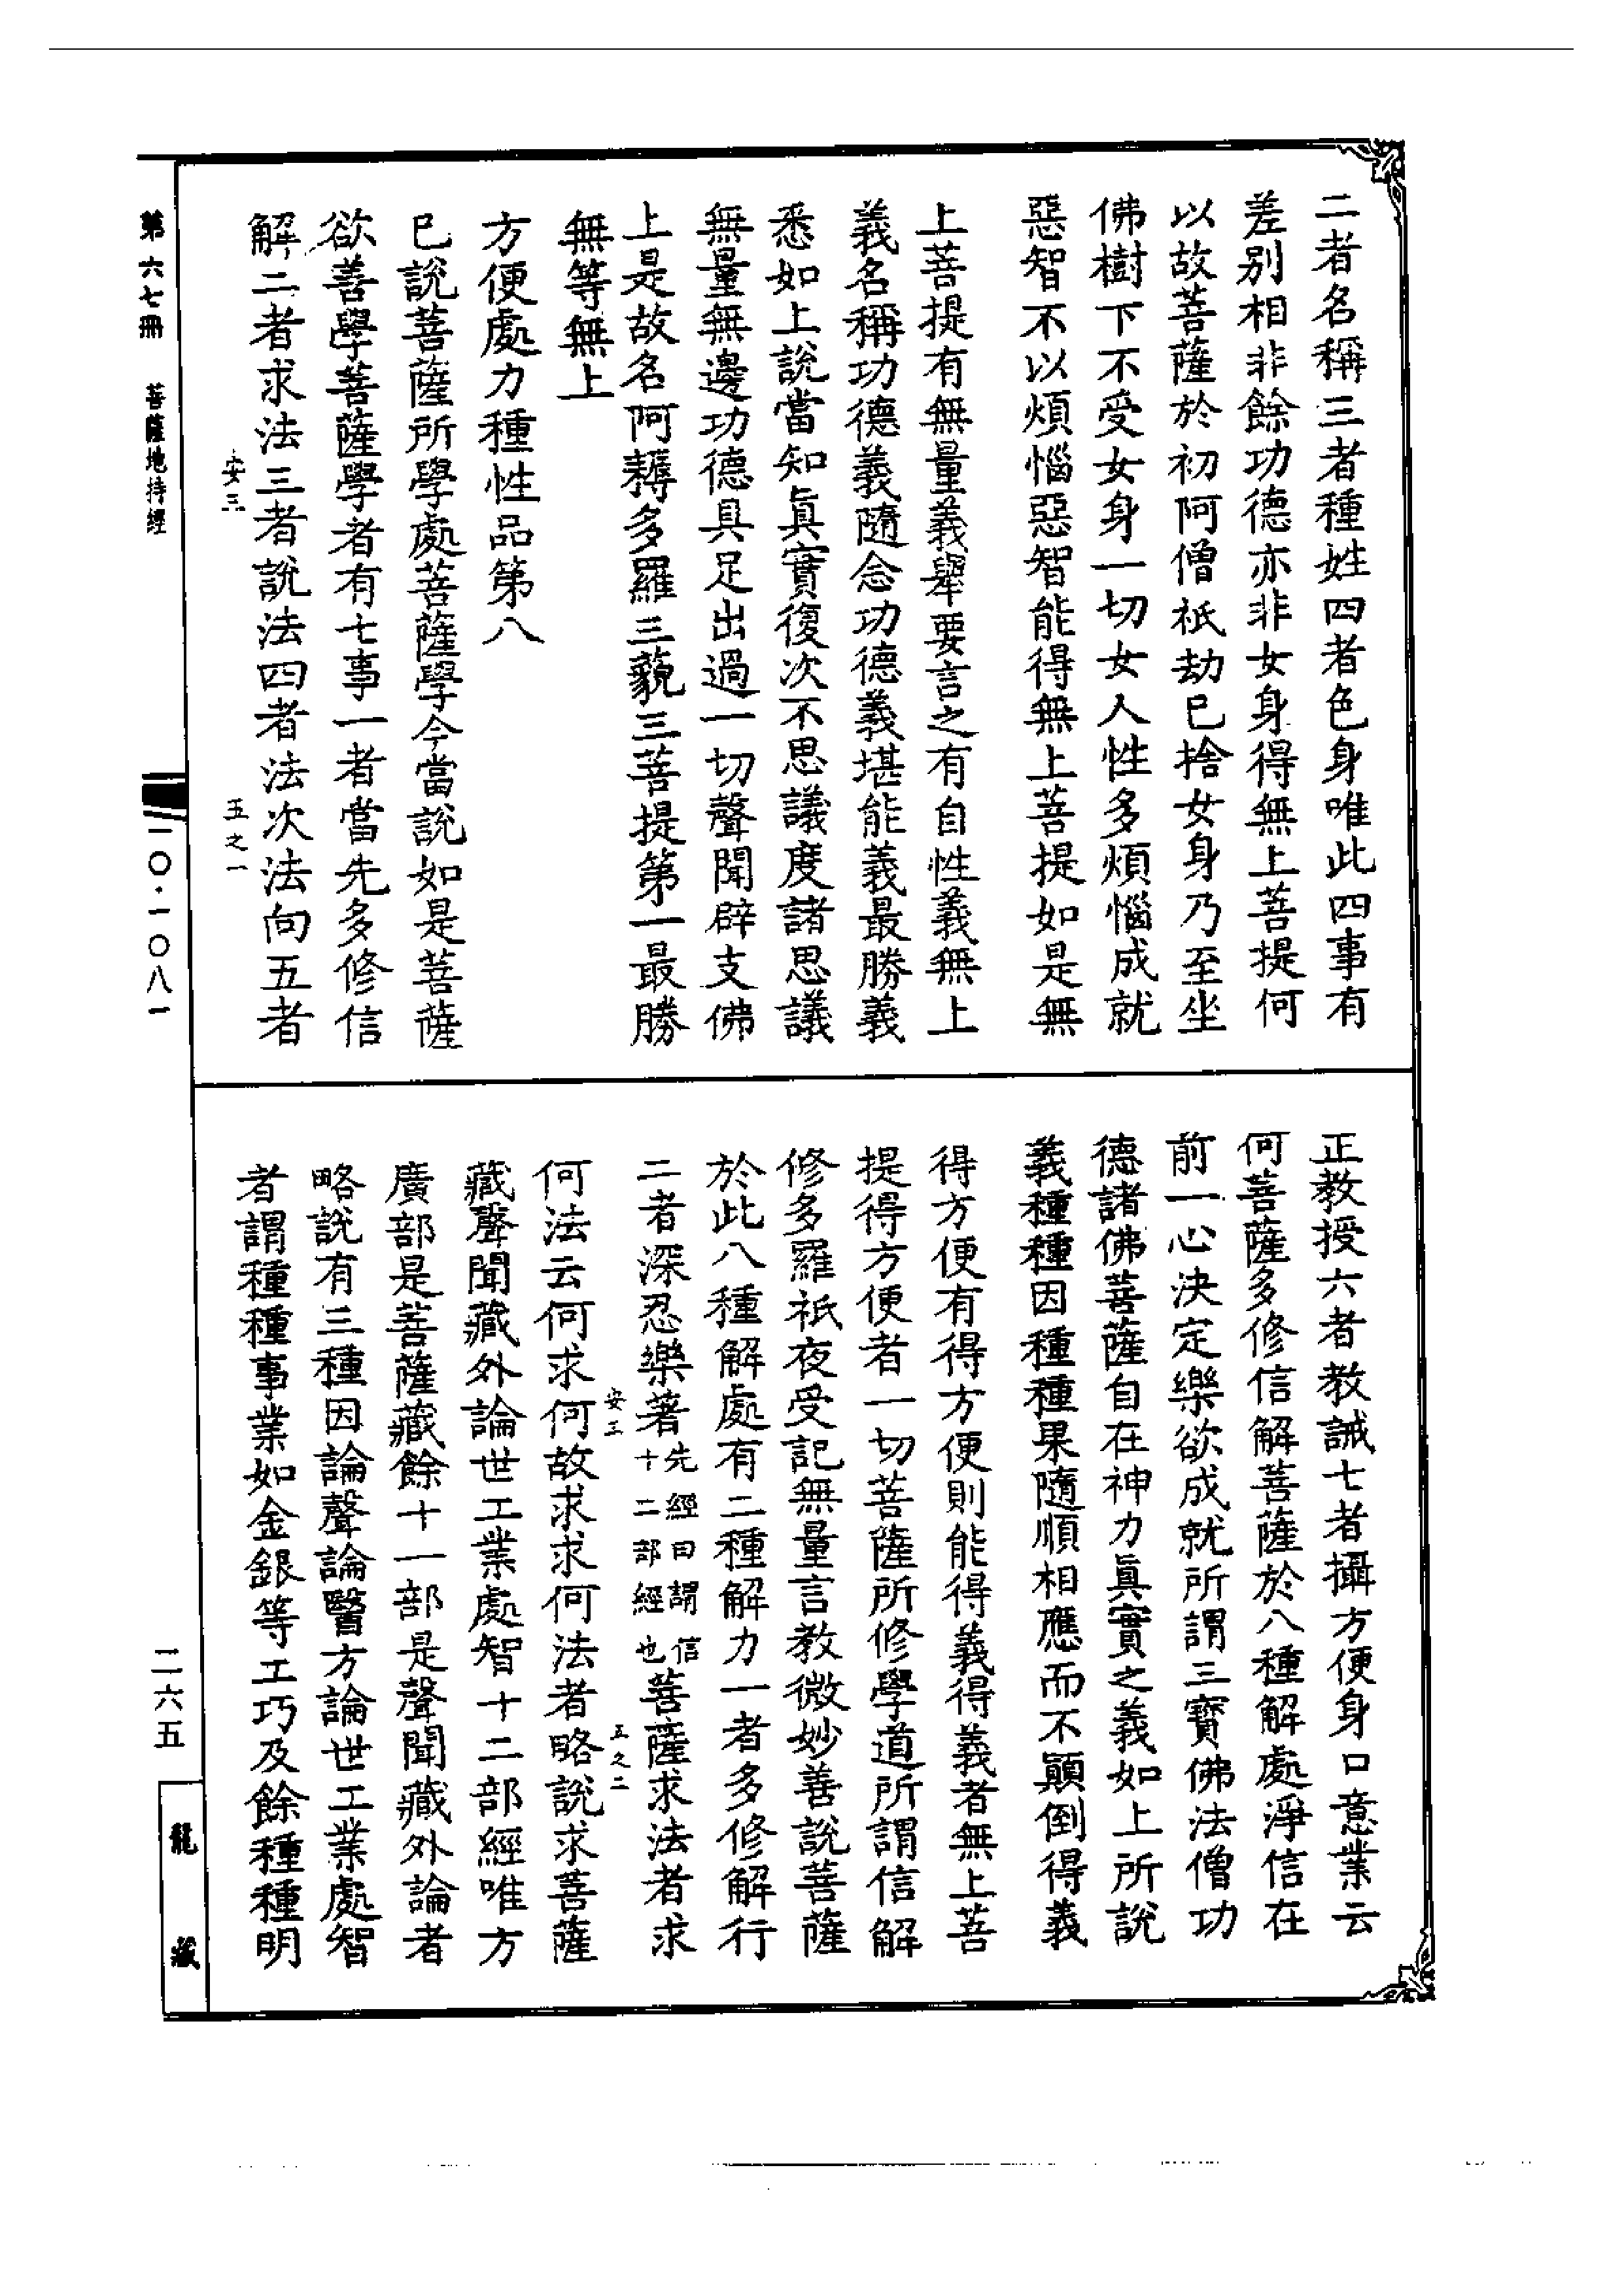 二者名稱三者種姓四者色身唯此四事有
差別相非餘功德亦非女身得無上菩提何
以故菩薩於初阿僧祇劫已捨女身乃至坐
佛樹下不受女身一切女人性多煩惱成就
惡智不以煩惱惡智能得無上菩提如是無
上菩提有無量義舉要言之有自性義無上
義名稱功德義隨念功德義堪能義最勝義
悉如上說當知眞實復次不思議度諸思議
無量無邊功德具足出過一切聲聞辟支佛
上是故名阿耨多羅三藐三菩提第一最勝
無等無上
方便處力種性品第八
已說菩薩所學處菩薩學今當說如是菩薩
欲善學菩薩學者有七事一者當先多修信
解二者求法三者說法四者法次法向五者
安三
五之一
正教授六者教誡七者攝方便身口意業云
何菩薩多修信解菩薩於八種解處淨信在
前一心決定樂欲成就所謂三寶佛法僧功
德諸佛菩薩自在神力眞實之義如上所說
義種種因種種果隨順相應而不顚倒得義
得方便有得方便則能得義得義者無上菩
提得方便者一切菩薩所修學道所謂信解
修多羅祇夜受記無量言教微妙善說菩薩
於此八種解處有二種解力一者多修解行
二者深忍樂著先經曰謂信十二部經也菩薩求法者求
安三
五之二
何法云何求何故求求何法者略說求菩薩
藏聲聞藏外論世工業處智十二部經唯方
廣部是菩薩藏餘十一部是聲聞藏外論者
略說有三種因論聲論醫方論世工業處智
者謂種種事業如金銀等工巧及餘種種明
第六七冊
菩薩地持經
一〇·一〇八一
二六五
龍藏